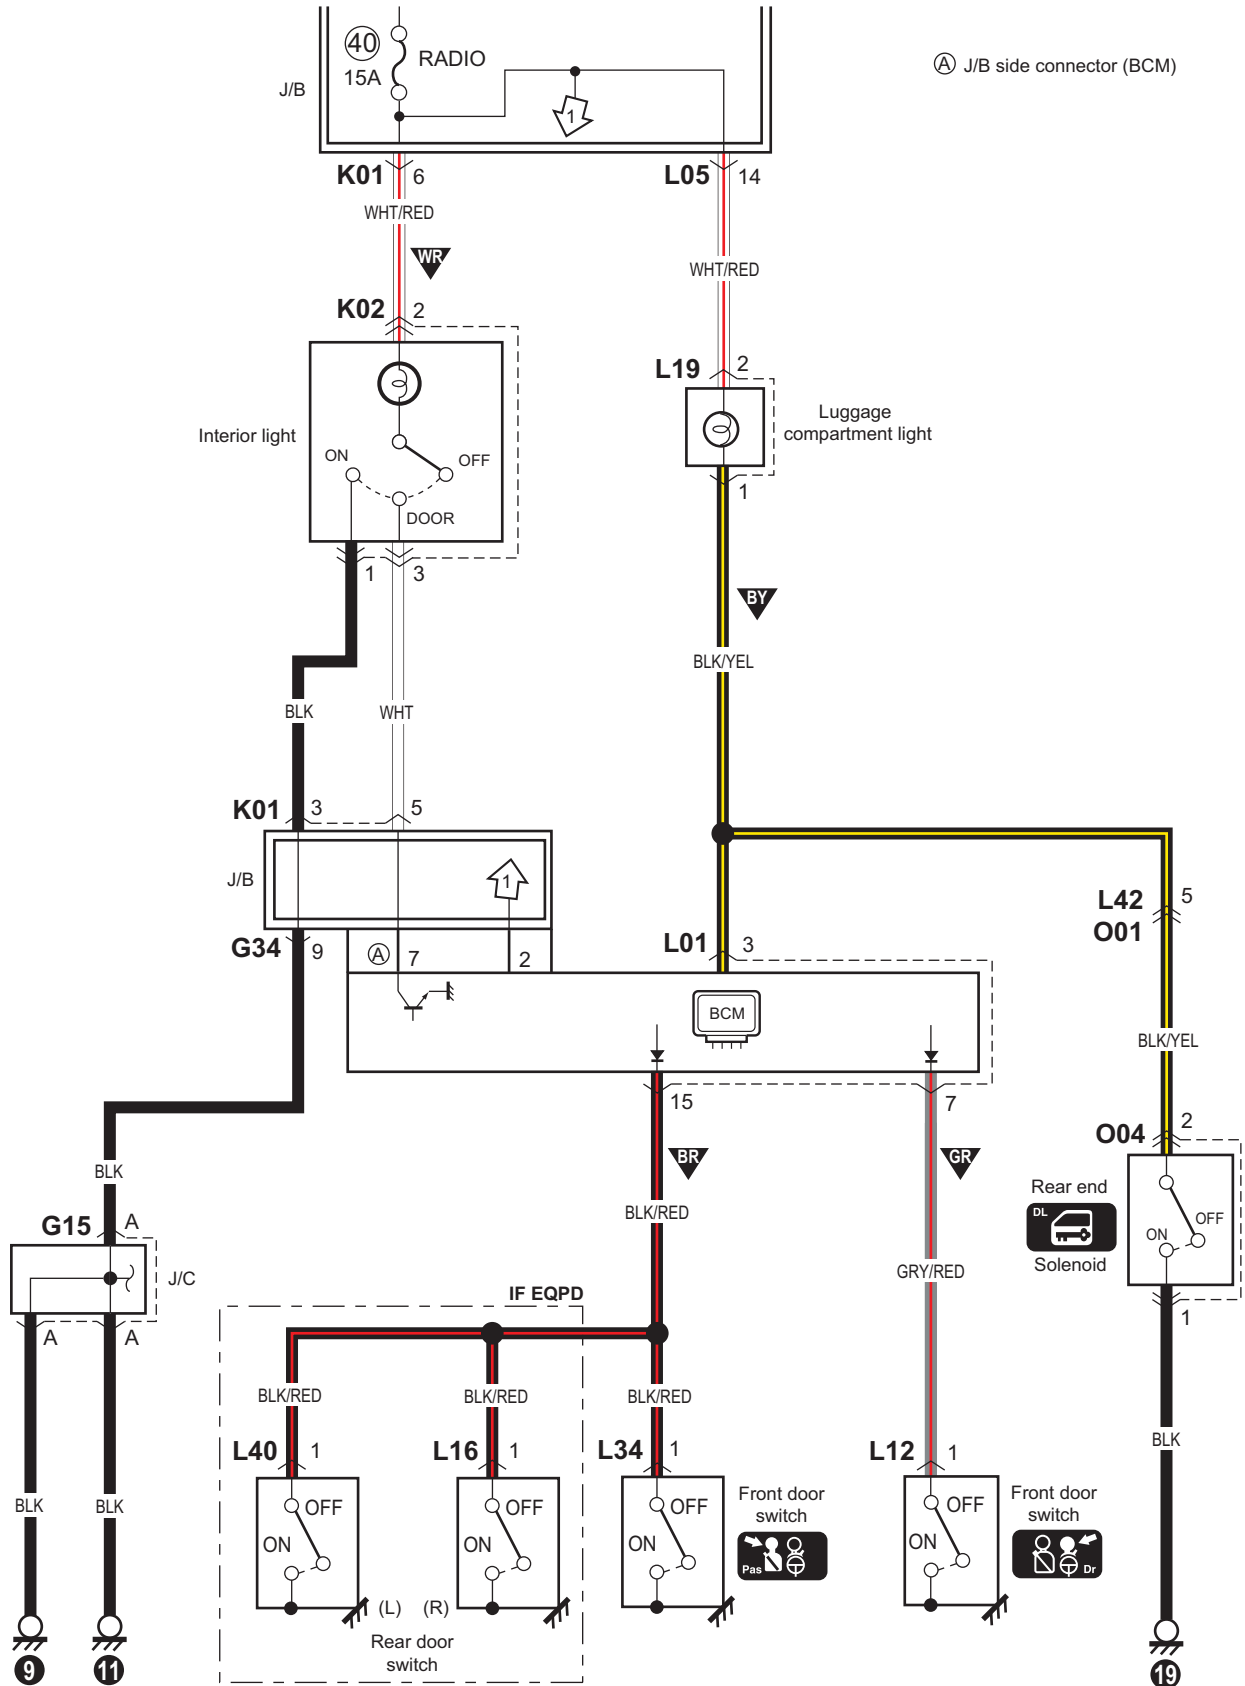 40
15A
RADIO
J/B
A J/B side connector (BCM)
1
K01 6
L05 14
WHT/RED
WR
WHT/RED
K02 2
L19 2
Interior light
ON
OFF
DOOR
Luggage
compartment light
1 3
1
BY
BLK/YEL
BLK
WHT
K01 3 5
J/B
1
L42 5
O01
G34 9
A 7 2
L01 3
BCM
BLK/YEL
15
7
BR
GR
O04 2
BLK
G15 A
J/C
A A
BLK/RED
GRY/RED
Rear end
DL
Solenoid
OFF
ON
1
IF EQPD
BLK/RED
BLK/RED
BLK/RED
L40 1
L16 1
L34 1
L12 1
BLK
BLK
BLK
OFF
ON
OFF
ON
OFF
ON
OFF
ON
Front door
switch
Pas
Front door
switch
Dr
(L) (R)
Rear door
switch
9
11
19